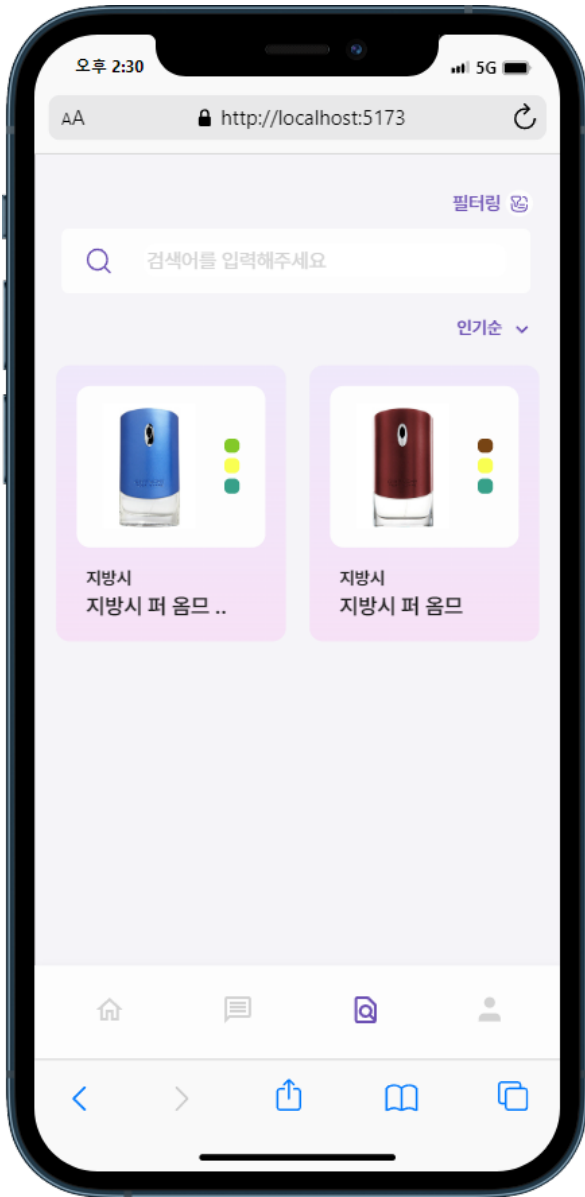 오후 2:30
5G
AA
http://localhost:5173
필터링
검색어를 입력해주세요
인기순
지방시
지방시 퍼 옴므 ..
지방시
지방시 퍼 옴므